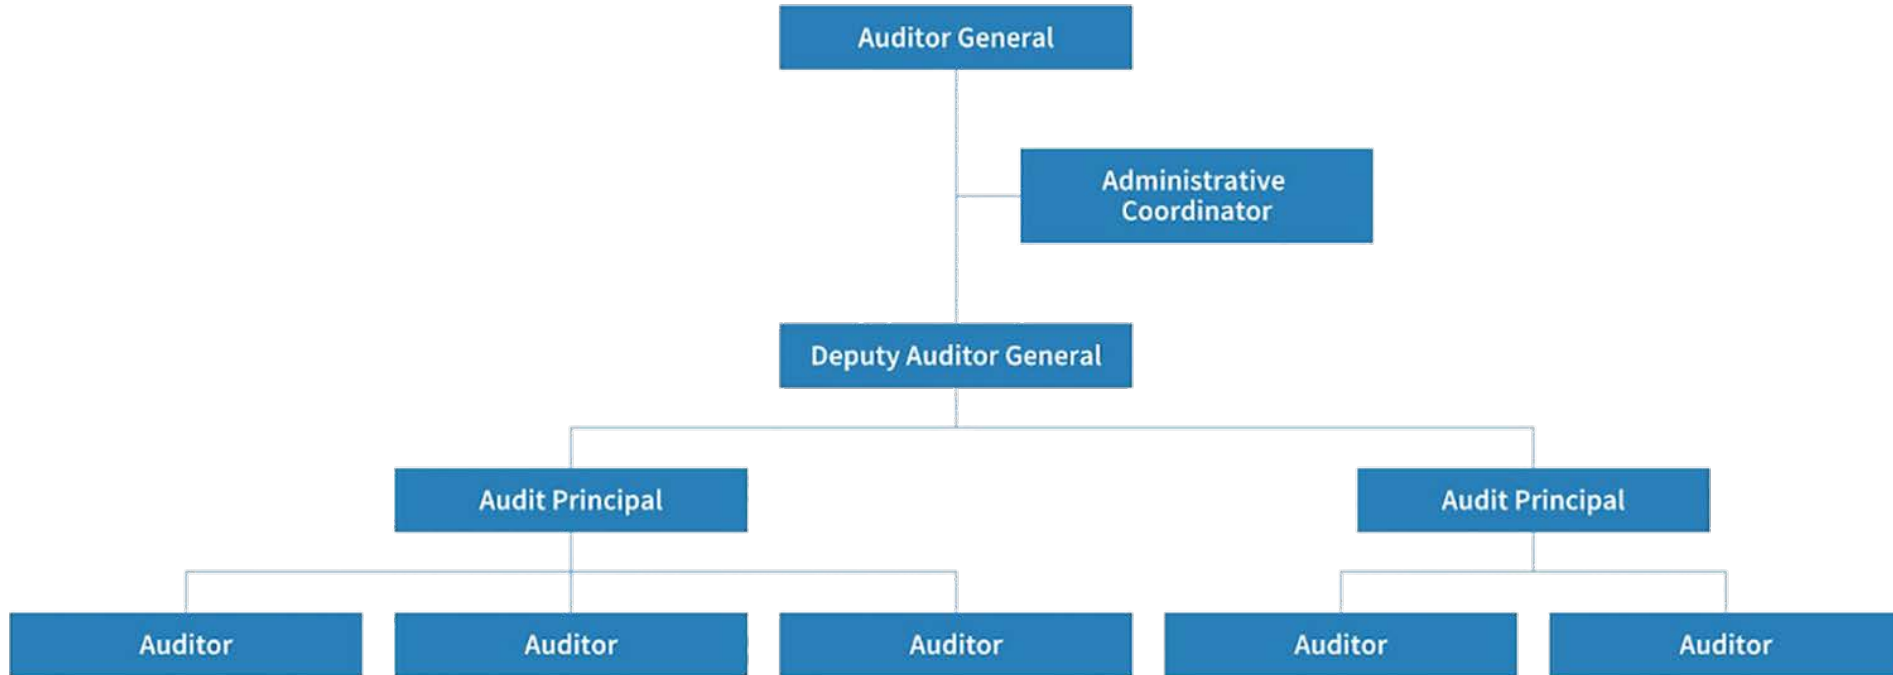 Auditor General
Administrative
Coordinator
Deputy Auditor General
Audit Principal
Audit Principal
Auditor
Auditor
Auditor
Auditor
Auditor